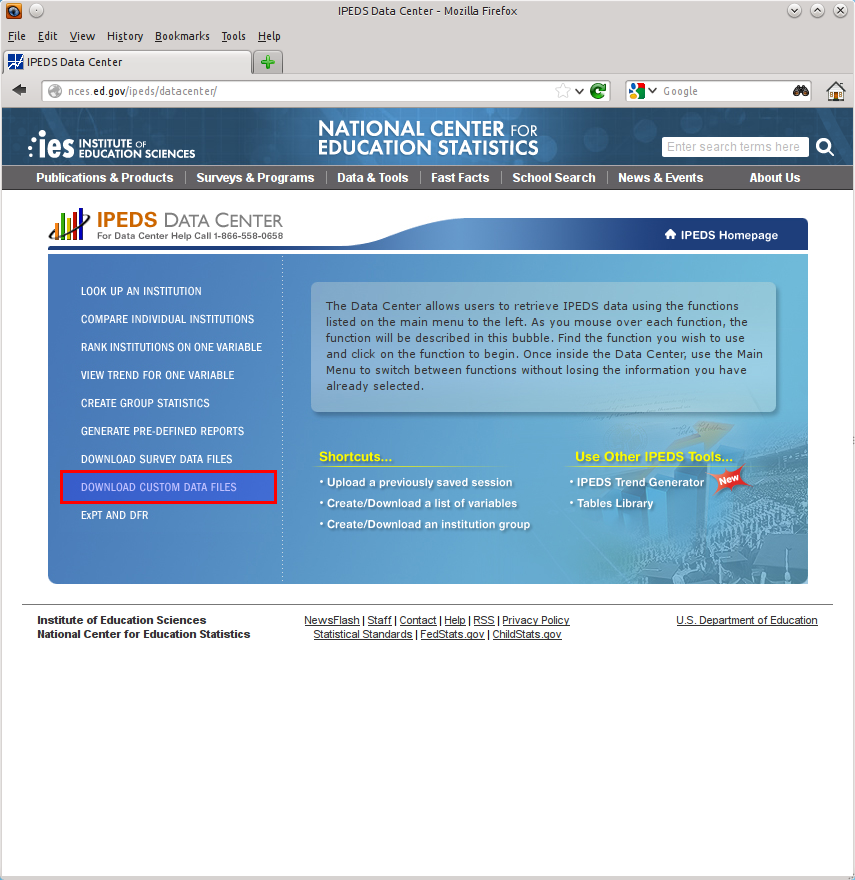 IPEDS Data Center - Mozilla Firefox
File Edit View History Bookmarks Tools Help
IPEDS Data Center
nces.ed.gov/ipeds/datacenter/
Google
ies INSTITUTE OF
EDUCATION SCIENCES
NATIONAL CENTER FOR
EDUCATION STATISTICS
Enter search terms here
Publications & Products | Surveys & Programs | Data & Tools | Fast Facts | School Search | News & Events About Us
IPEDS DATA CENTER
For Data Center Help Call 1-866-558-0658
IPEDS Homepage
LOOK UP AN INSTITUTION
COMPARE INDIVIDUAL INSTITUTIONS
RANK INSTITUTIONS ON ONE VARIABLE
VIEW TREND FOR ONE VARIABLE
CREATE GROUP STATISTICS
GENERATE PRE-DEFINED REPORTS
DOWNLOAD SURVEY DATA FILES
DOWNLOAD CUSTOM DATA FILES
ExPT AND DFR
The Data Center allows users to retrieve IPEDS data using the functions
listed on the main menu to the left. As you mouse over each function, the
function will be described in this bubble. Find the function you wish to use
and click on the function to begin. Once inside the Data Center, use the Main
Menu to switch between functions without losing the information you have
already selected.
Shortcuts...
• Upload a previously saved session
• Create/Download a list of variables
• Create/Download an institution group
Use Other IPEDS Tools...
• IPEDS Trend Generator New
• Tables Library
Institute of Education Sciences
National Center for Education Statistics
NewsFlash | Staff | Contact | Help | RSS | Privacy Policy
Statistical Standards | FedStats.gov | ChildStats.gov
U.S. Department of Education